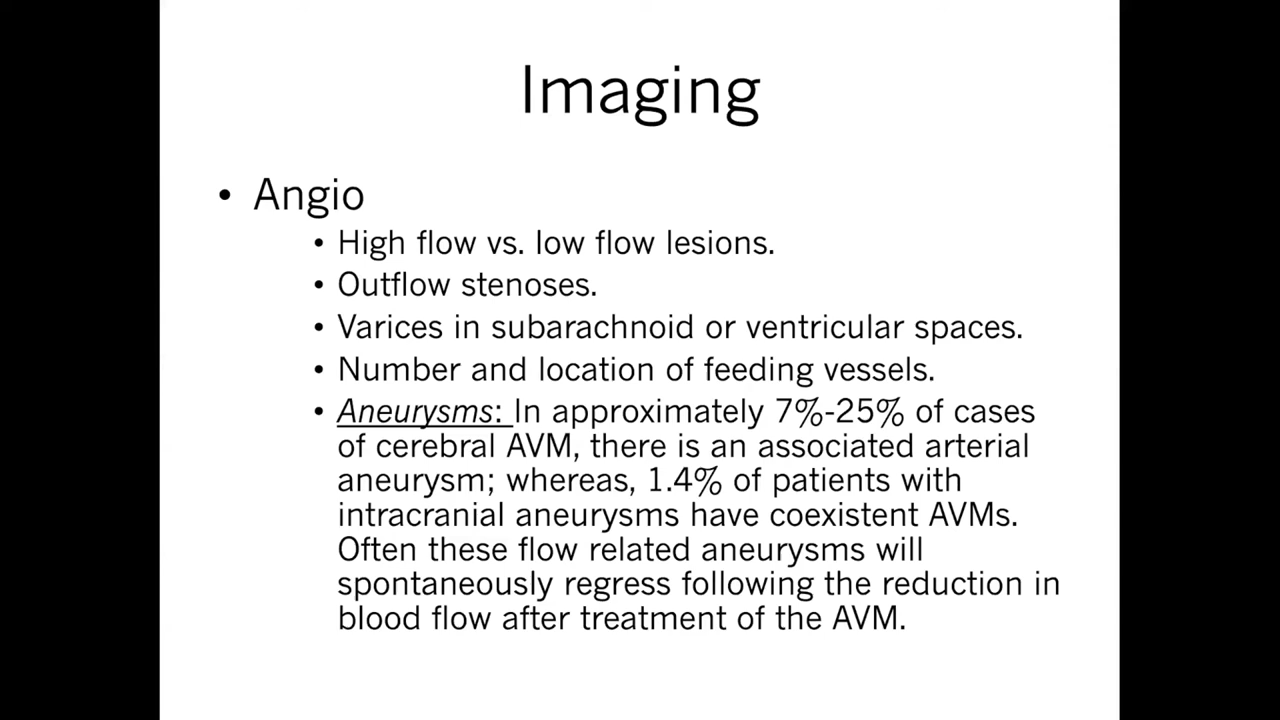 Imaging
• Angio
• High flow vs. low flow lesions.
• Outflow stenoses.
• Varices in subarachnoid or ventricular spaces.
• Number and location of feeding vessels.
• Aneurysms: In approximately 7%-25% of cases
of cerebral AVM, there is an associated arterial
aneurysm; whereas, 1.4% of patients with
intracranial aneurysms have coexistent AVMs.
Often these flow related aneurysms will
spontaneously regress following the reduction in
blood flow after treatment of the AVM.